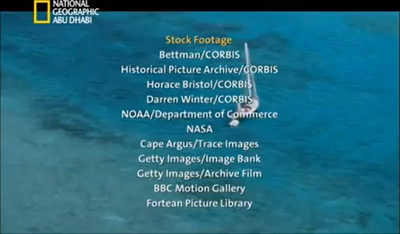 NATIONAL
GEOGRAPHIC
ABU DHABI
Stock Footage
Bettman/CORBIS
Historical Picture Archive/CORBIS
Horace Bristol/CORBIS
Darren Winter/CORBIS
NOAA/Department of Commerce
NASA
Cape Argus/Trace Images
Getty Images/Image Bank
Getty Images/Archive Film
BBC Motion Gallery
Fortean Picture Library